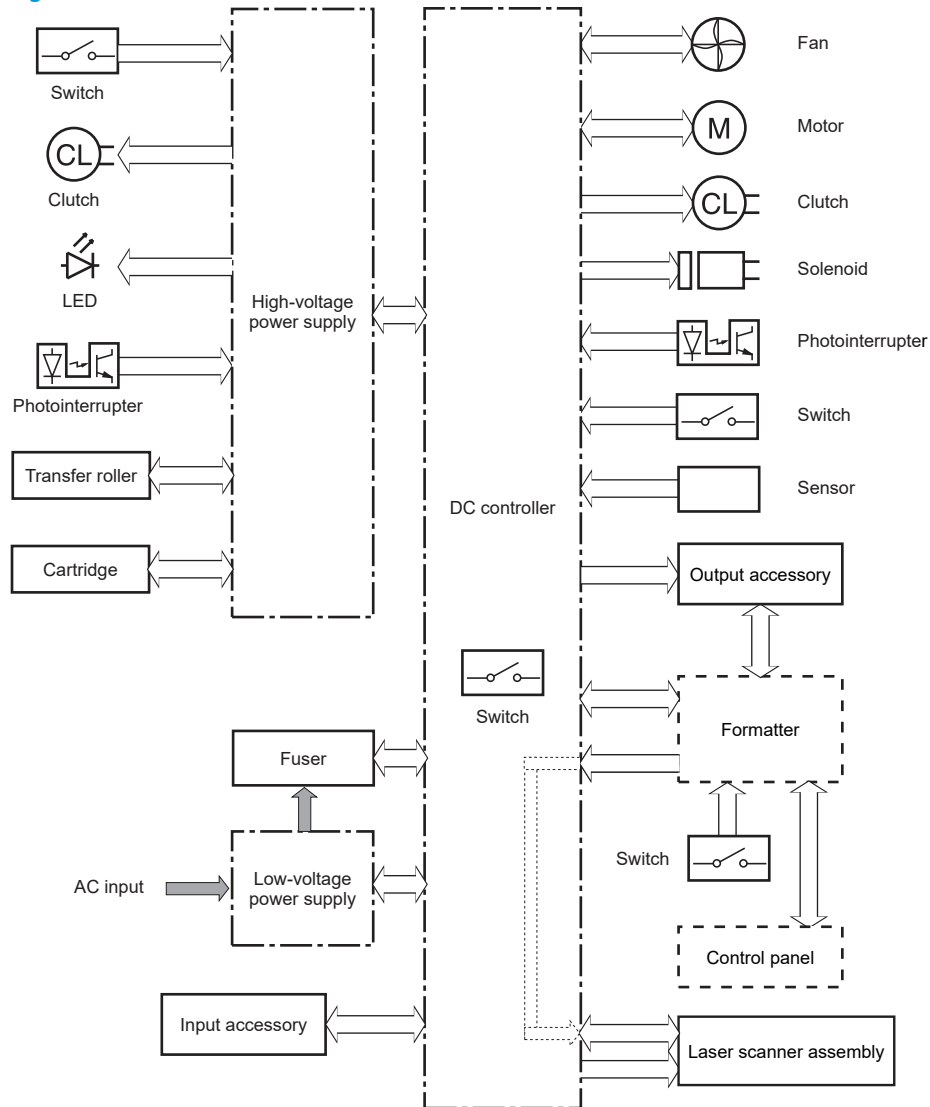 Switch
Fan
Motor
CL
M
Clutch
CL
Clutch
LED
Solenoid
High-voltage
power supply
Photointerrupter
Photointerrupter
Switch
Transfer roller
Sensor
DC controller
Cartridge
Output accessory
Switch
Formatter
Fuser
Switch
AC input
Low-voltage
power supply
Control panel
Input accessory
Laser scanner assembly